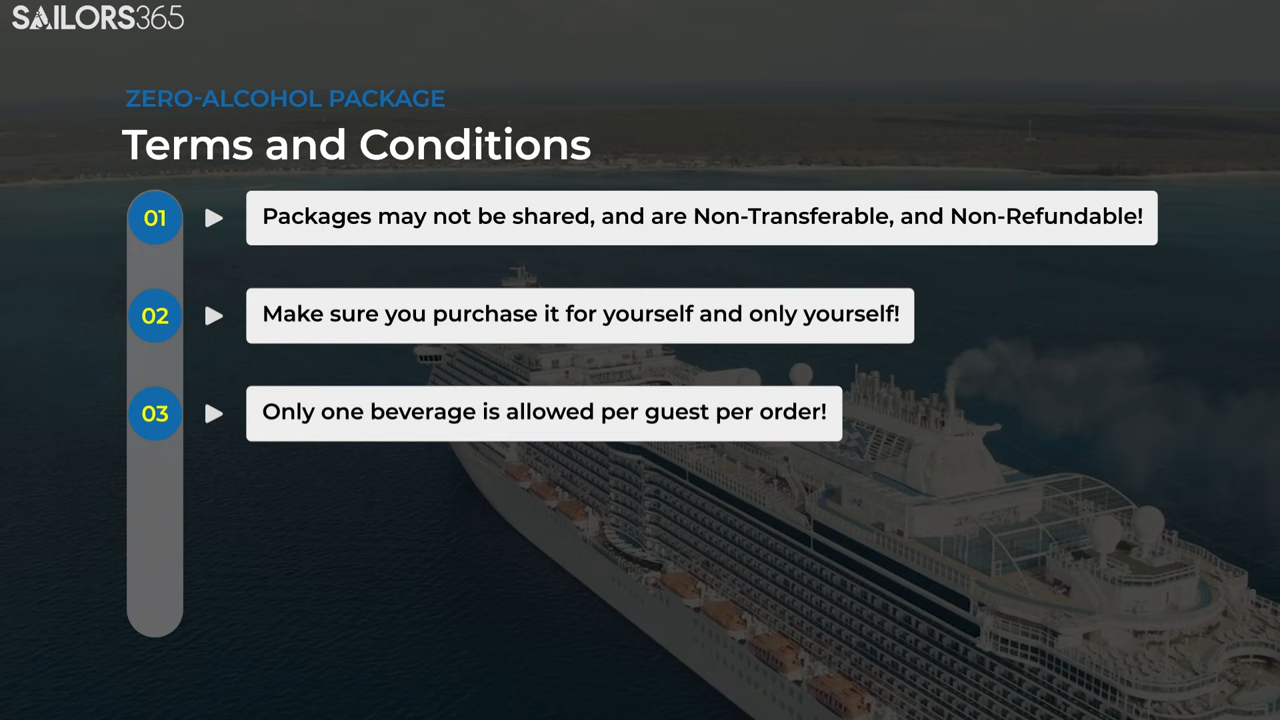 SAILORS365
ZERO-ALCOHOL PACKAGE
Terms and Conditions
01
Packages may not be shared, and are Non-Transferable, and Non-Refundable!
02
Make sure you purchase it for yourself and only yourself!
03
Only one beverage is allowed per guest per order!